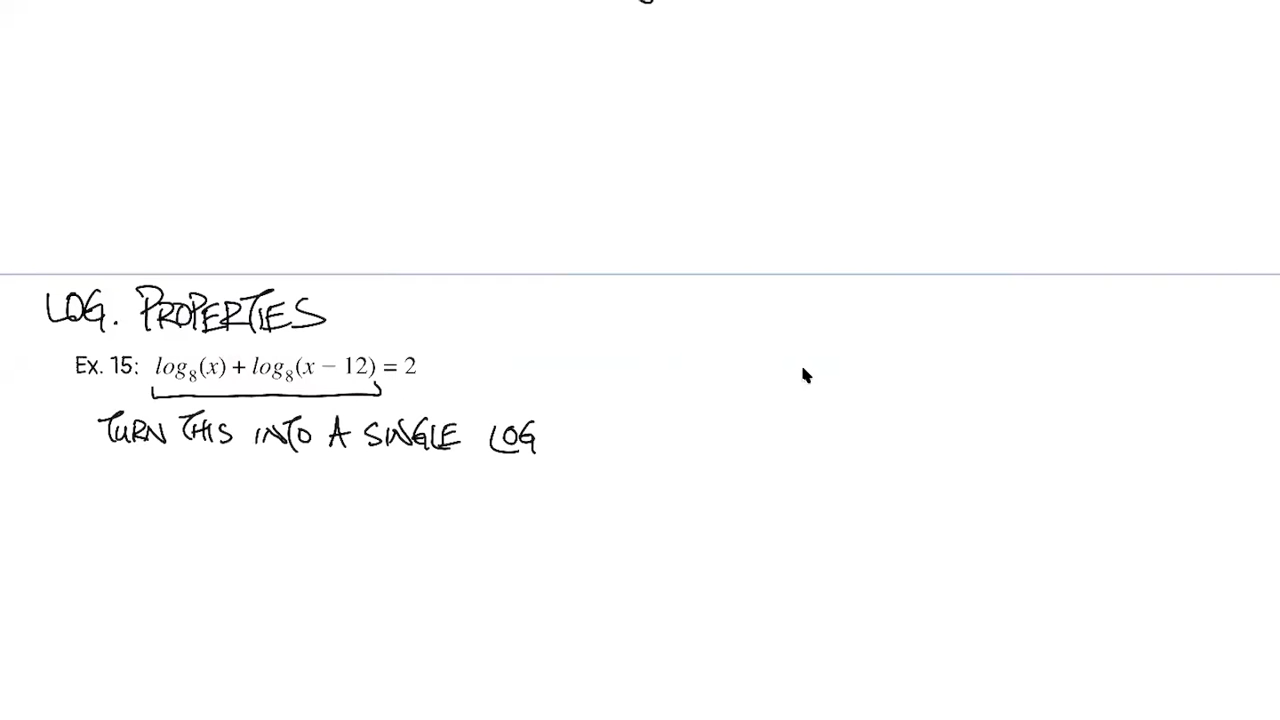 LOG. PROPERTIES
Ex. 15: log₈(x) + log₈(x − 12) = 2
TURN THIS INTO A SINGLE LOG